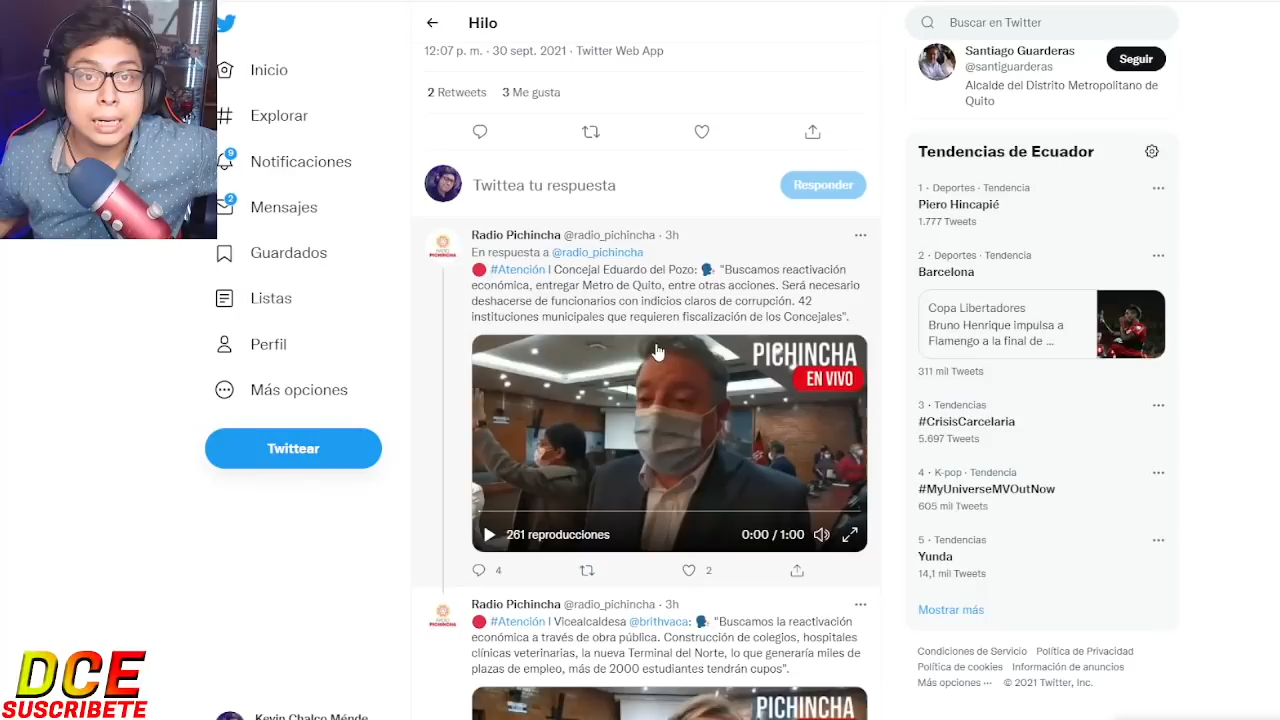 Inicio
Explorar
9
Notificaciones
2
Mensajes
Guardados
Listas
Perfil
Más opciones
Twittear
DCE
SUSCRIBETE
Hilo
12:07 p. m. · 30 sept. 2021 · Twitter Web App
2 Retweets 3 Me gusta
Twittea tu respuesta
Responder
Radio Pichincha @radio_pichincha · 3h
En respuesta a @radio_pichincha
#Atención | Concejal Eduardo del Pozo: "Buscamos reactivación
económica, entregar Metro de Quito, entre otras acciones. Será necesario
deshacerse de funcionarios con indicios claros de corrupción. 42
instituciones municipales que requieren fiscalización de los Concejales".
PICHINCHA
EN VIVO
261 reproducciones
0:00 / 1:00
4
2
Radio Pichincha @radio_pichincha · 3h
#Atención | Vicealcaldesa @brithvaca: "Buscamos la reactivación
económica a través de obra pública. Construcción de colegios, hospitales
clínicas veterinarias, la nueva Terminal del Norte, lo que generaría miles de
plazas de empleo, más de 2000 estudiantes tendrán cupos".
PICHINCHA
Buscar en Twitter
Santiago Guarderas
@santiguarderas
Seguir
Alcalde del Distrito Metropolitano de
Quito
Tendencias de Ecuador
1 · Deportes · Tendencia
Piero Hincapié
1.777 Tweets
2 · Deportes · Tendencia
Barcelona
Copa Libertadores
Bruno Henrique impulsa a
Flamengo a la final de ...
311 mil Tweets
3 · Tendencias
#CrisisCarcelaria
5.697 Tweets
4 · K-pop · Tendencia
#MyUniverseMVOutNow
605 mil Tweets
5 · Tendencias
Yunda
14,1 mil Tweets
Mostrar más
Condiciones de Servicio Política de Privacidad
Política de cookies Información de anuncios
Más opciones ··· © 2021 Twitter, Inc.
Kevin Chalco Ménde